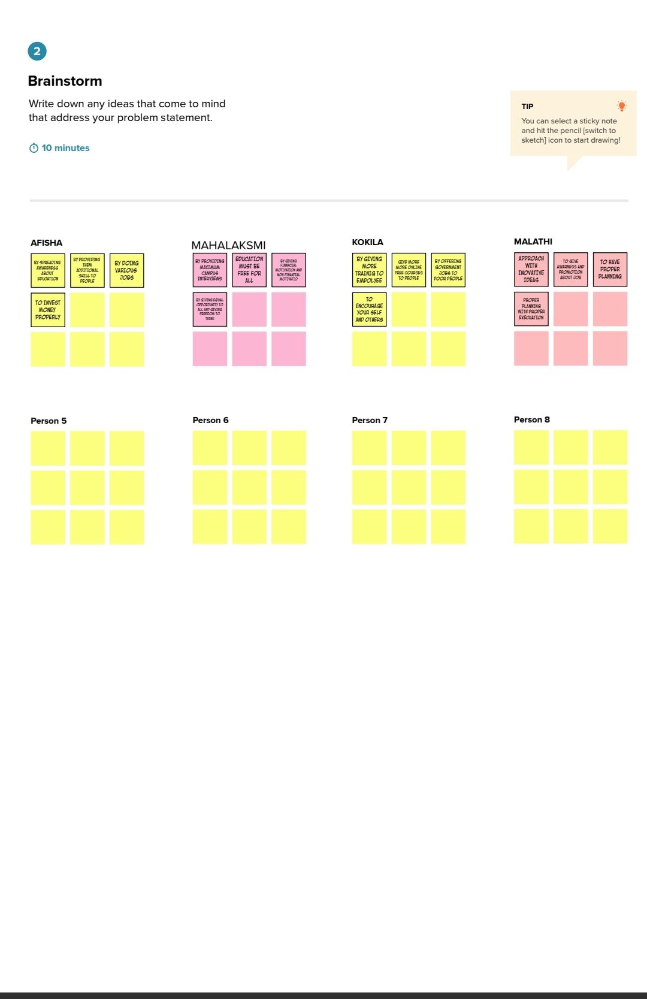 2
Brainstorm
Write down any ideas that come to mind
that address your problem statement.
10 minutes
TIP
You can select a sticky note
and hit the pencil [switch to
sketch] icon to start drawing!
AFISHA
BY SPREADING
AWARENESS
ABOUT
EDUCATION
BY PROVIDING
THEM
ADDITIONAL
SKILL TO
PEOPLE
BY DOING
VARIOUS
JOBS
TO INVEST
MONEY
PROPERLY
MAHALAKSMI
BY PROVIDING
MAXIMUM
CAMPUS
INTERVIEWS
EDUCATION
MUST BE
FREE FOR
ALL
BY GIVING
FINANCIAL
MOTIVATION AND
NON FINANTIAL
MOTIVATIO
BY GIVING EQUAL
OPPORTUNITY TO
ALL AND GIVING
FREEDOM TO
THINK
KOKILA
BY GIVING
MORE
TRAINIG TO
EMPOLYEE
GIVE MORE
MORE ONLINE
FREE COURSES
TO PEOPLE
BY OFFERING
GOVERNMENT
JOBS TO
POOR PEOPLE
TO
ENCOURAGE
YOUR SELF
AND OTHERS
MALATHI
APPROACH
WITH
INOVATIVE
IDEAS
TO GIVE
AWARNESS AND
PROMOTION
ABOUT JOB
TO HAVE
PROPER
PLANNING
PROPER
PLANNING
WITH PROPER
EXECUATION
Person 5
Person 6
Person 7
Person 8